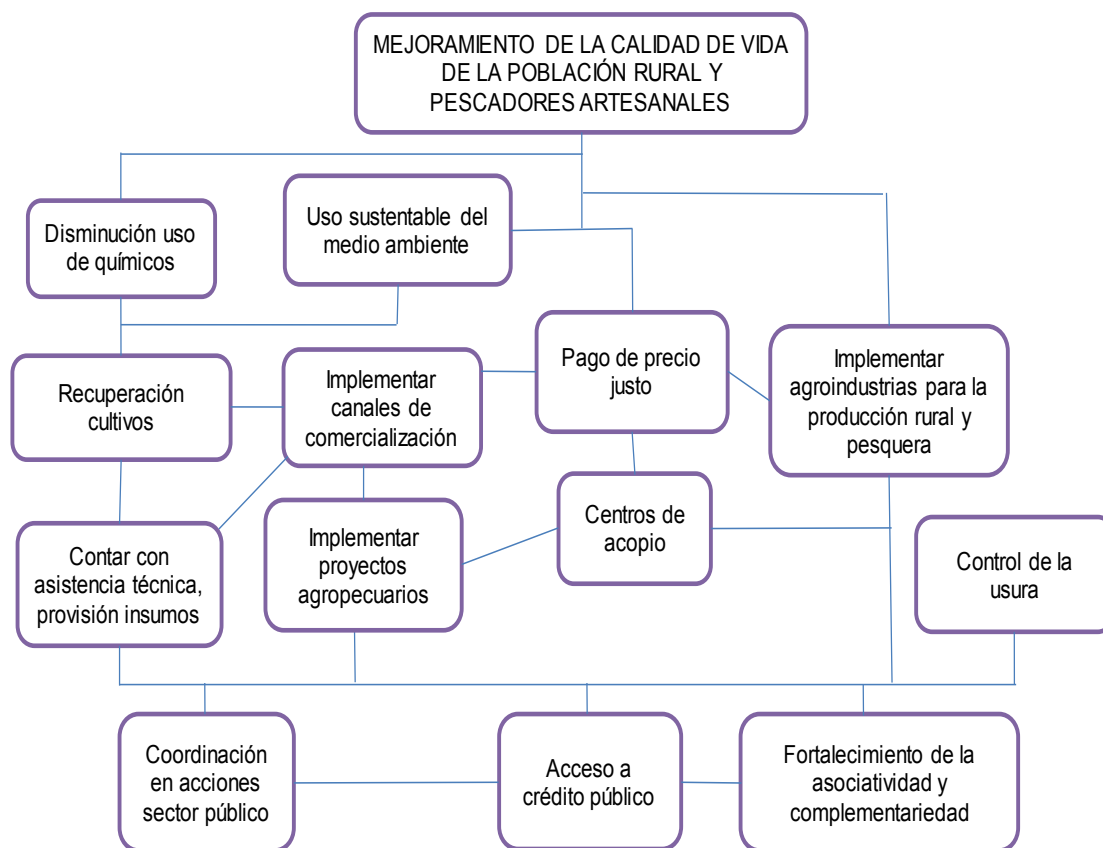 MEJORAMIENTO DE LA CALIDAD DE VIDA
DE LA POBLACIÓN RURAL Y
PESCADORES ARTESANALES
Disminución uso
de químicos
Uso sustentable del
medio ambiente
Recuperación
cultivos
Implementar
canales de
comercialización
Pago de precio
justo
Implementar
agroindustrias para la
producción rural y
pesquera
Contar con
asistencia técnica,
provisión insumos
Implementar
proyectos
agropecuarios
Centros de
acopio
Control de la
usura
Coordinación
en acciones
sector público
Acceso a
crédito público
Fortalecimiento de la
asociatividad y
complementariedad